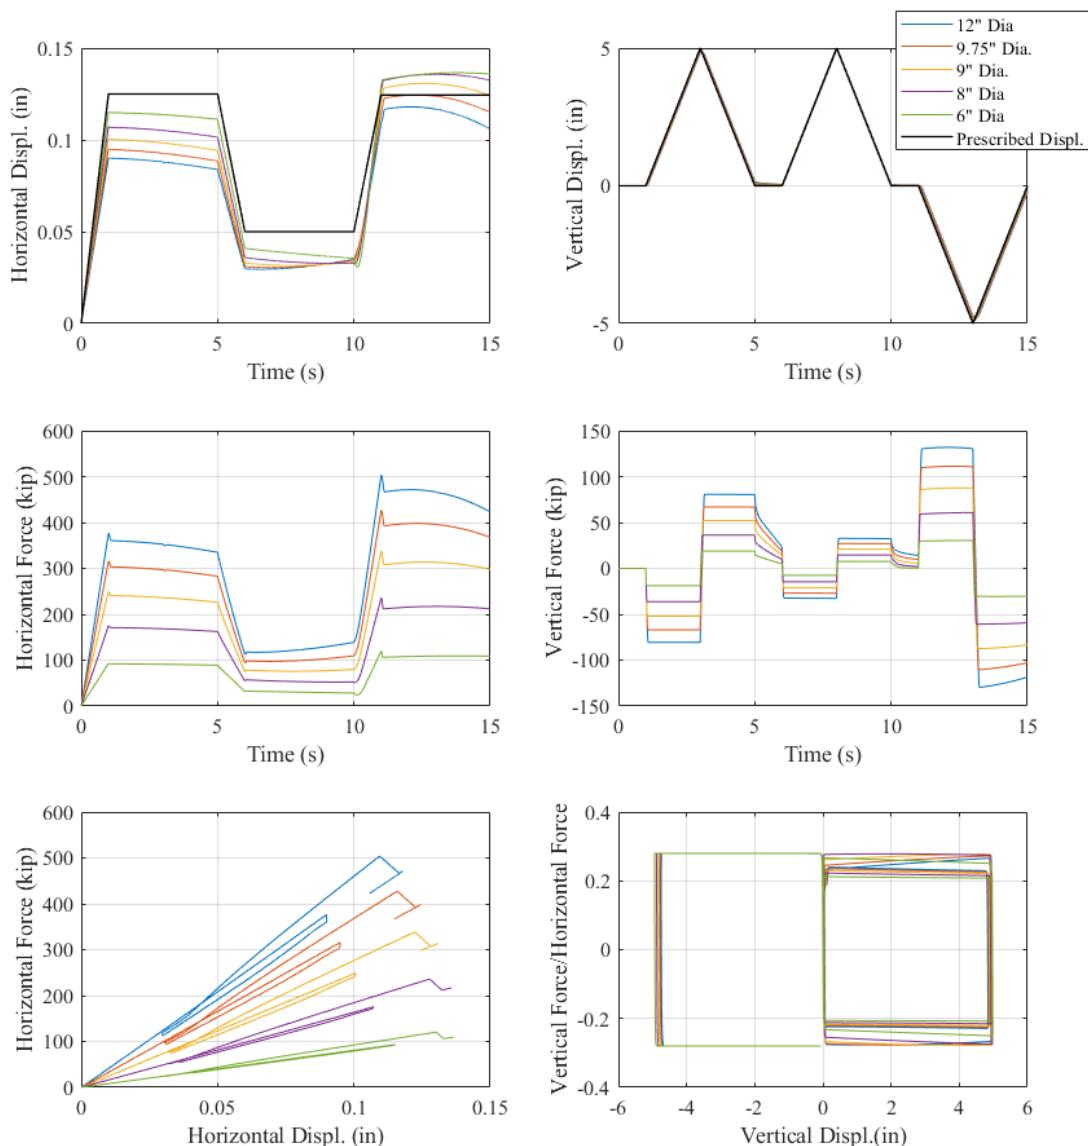 12" Dia
9.75" Dia.
9" Dia.
8" Dia
6" Dia
Prescribed Displ.
Horizontal Displ. (in)
0.15
0.1
0.05
0
0 5 10 15
Time (s)
Vertical Displ. (in)
5
0
-5
0 5 10 15
Time (s)
Horizontal Force (kip)
600
500
400
300
200
100
0
0 5 10 15
Time (s)
Vertical Force (kip)
150
100
50
0
-50
-100
-150
0 5 10 15
Time (s)
Horizontal Force (kip)
600
500
400
300
200
100
0
0 0.05 0.1 0.15
Horizontal Displ. (in)
Vertical Force/Horizontal Force
0.4
0.2
0
-0.2
-0.4
-6 -4 -2 0 2 4 6
Vertical Displ.(in)